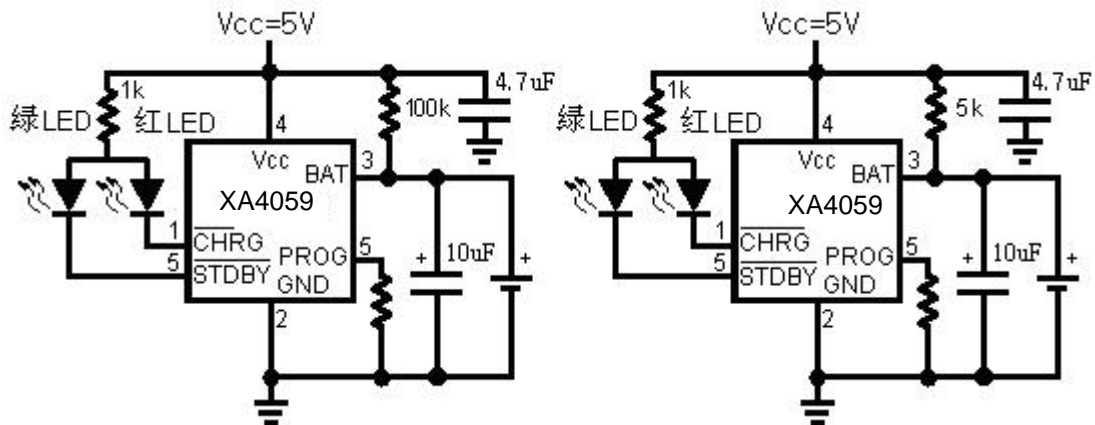 Vcc=5V
1k
100k
4.7uF
绿LED
红LED
4
Vcc
BAT
3
XA4059
1
CHRG
5
STDBY
PROG
5
GND
2
+
10uF
+
Vcc=5V
1k
5k
4.7uF
绿LED
红LED
4
Vcc
BAT
3
XA4059
1
CHRG
5
STDBY
PROG
5
GND
2
+
10uF
+